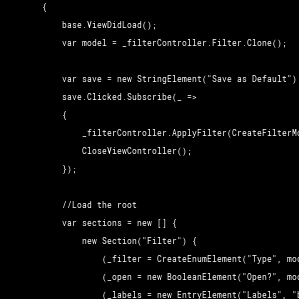 {
base.ViewDidLoad();
var model = _filterController.Filter.Clone();
var save = new StringElement("Save as Default")
save.Clicked.Subscribe(_ =>
{
_filterController.ApplyFilter(CreateFilterMo
CloseViewController();
});
//Load the root
var sections = new [] {
new Section("Filter") {
(_filter = CreateEnumElement("Type", mod
(_open = new BooleanElement("Open?", mod
(_labels = new EntryElement("Labels", "b